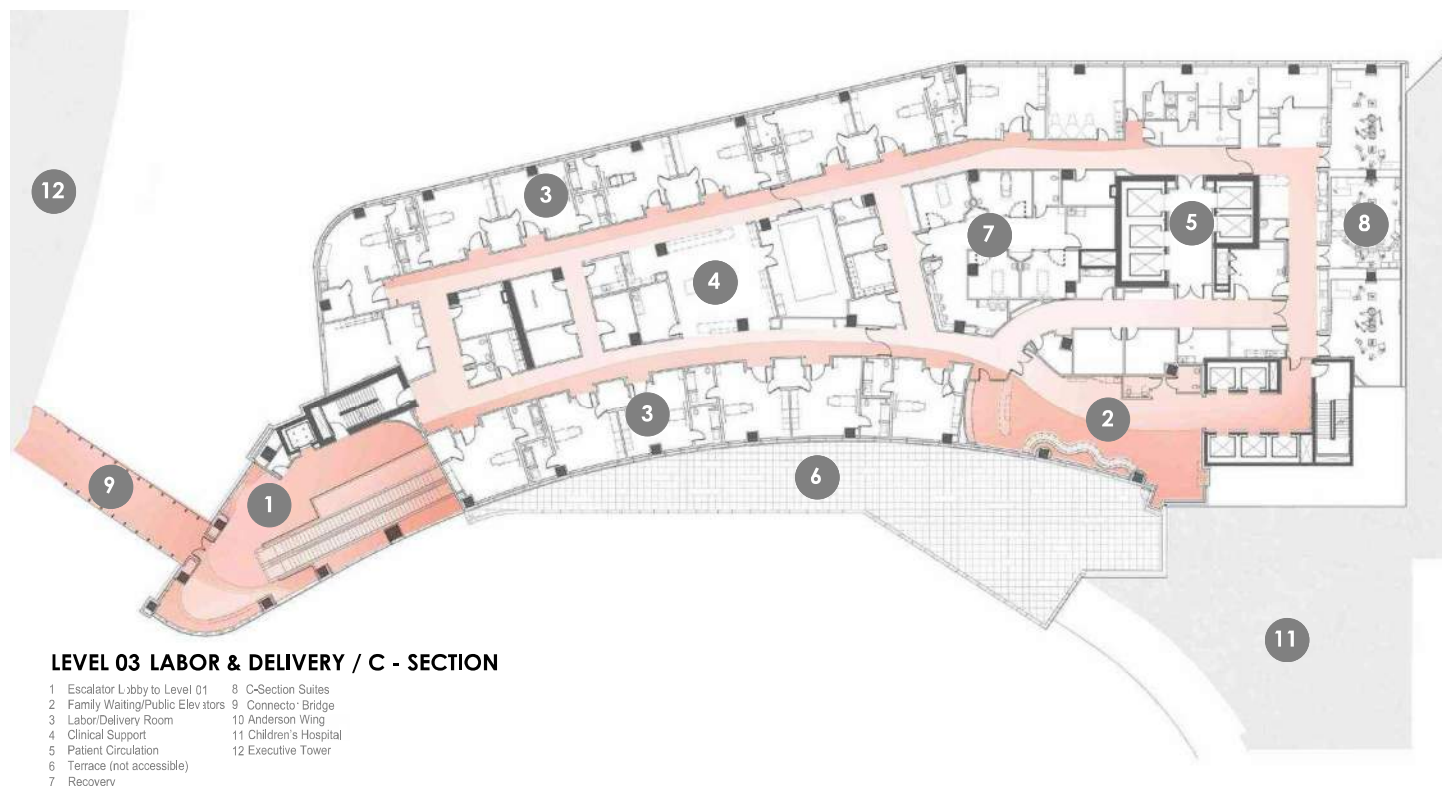 12
3
5
7
8
4
3
2
9
1
6
11
LEVEL 03 LABOR & DELIVERY / C - SECTION
1 Escalator Lobby to Level 01
2 Family Waiting/Public Elevators
3 Labor/Delivery Room
4 Clinical Support
5 Patient Circulation
6 Terrace (not accessible)
7 Recovery
8 C-Section Suites
9 Connector Bridge
10 Anderson Wing
11 Children's Hospital
12 Executive Tower